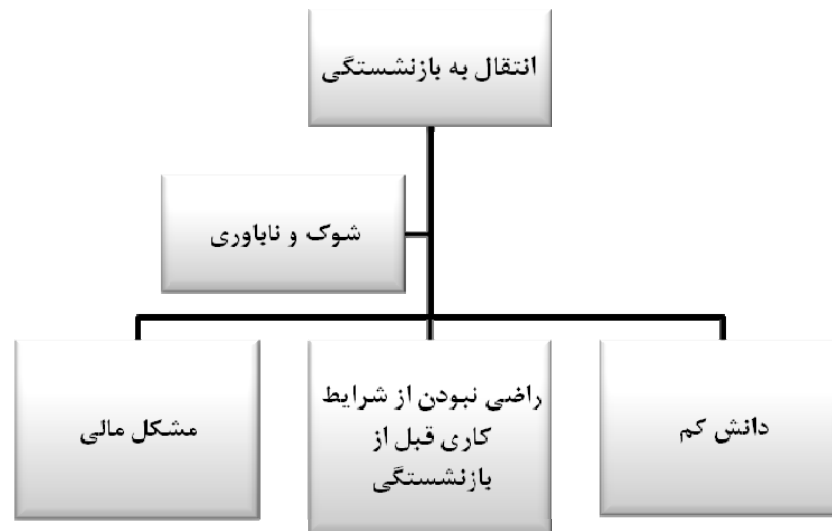 انتقال به بازنشستگی
شوک و ناباوری
دانش کم
راضی نبودن از شرایط
کاری قبل از
بازنشستگی
مشکل مالی